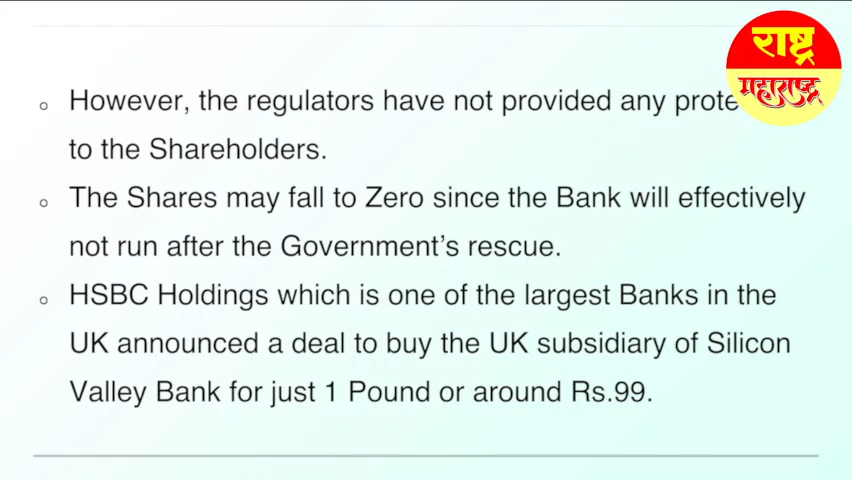 राष्ट्र
महाराष्ट्र
However, the regulators have not provided any prote
to the Shareholders.
The Shares may fall to Zero since the Bank will effectively
not run after the Government’s rescue.
HSBC Holdings which is one of the largest Banks in the
UK announced a deal to buy the UK subsidiary of Silicon
Valley Bank for just 1 Pound or around Rs.99.